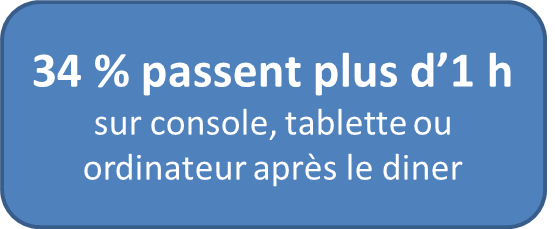 34 % passent plus d’1 h
sur console, tablette ou
ordinateur après le diner